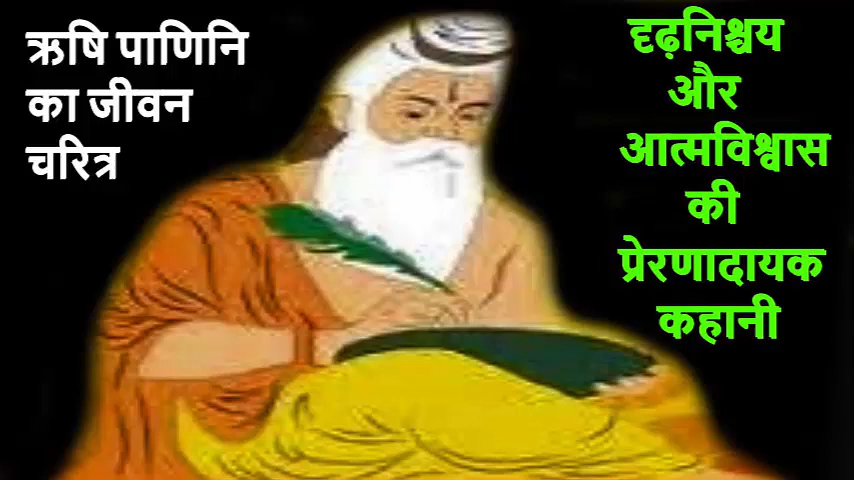 ऋषि पाणिनि
का जीवन
चरित्र
दृढ़निश्चय
और
आत्मविश्वास
की
प्रेरणादायक
कहानी